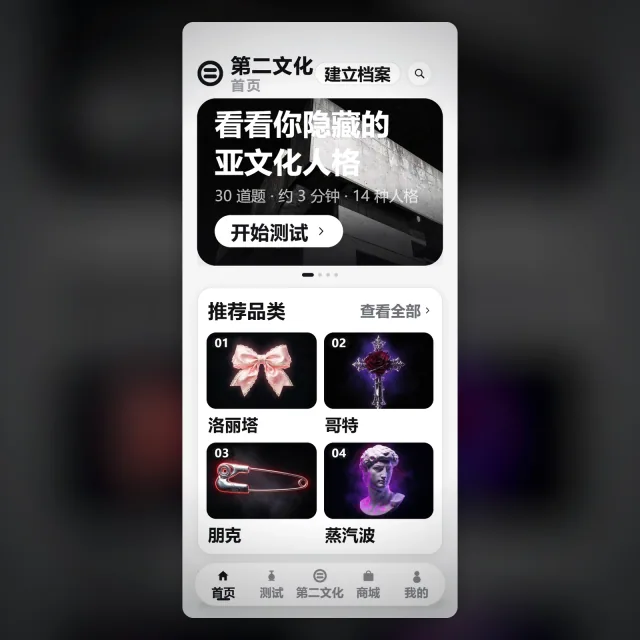 第二文化
首页
建立档案
看看你隐藏的
亚文化人格
30 道题 · 约 3 分钟 · 14 种人格
开始测试 ›
推荐品类
查看全部 ›
01
02
洛丽塔
哥特
03
04
朋克
蒸汽波
首页
测试
第二文化
商城
我的